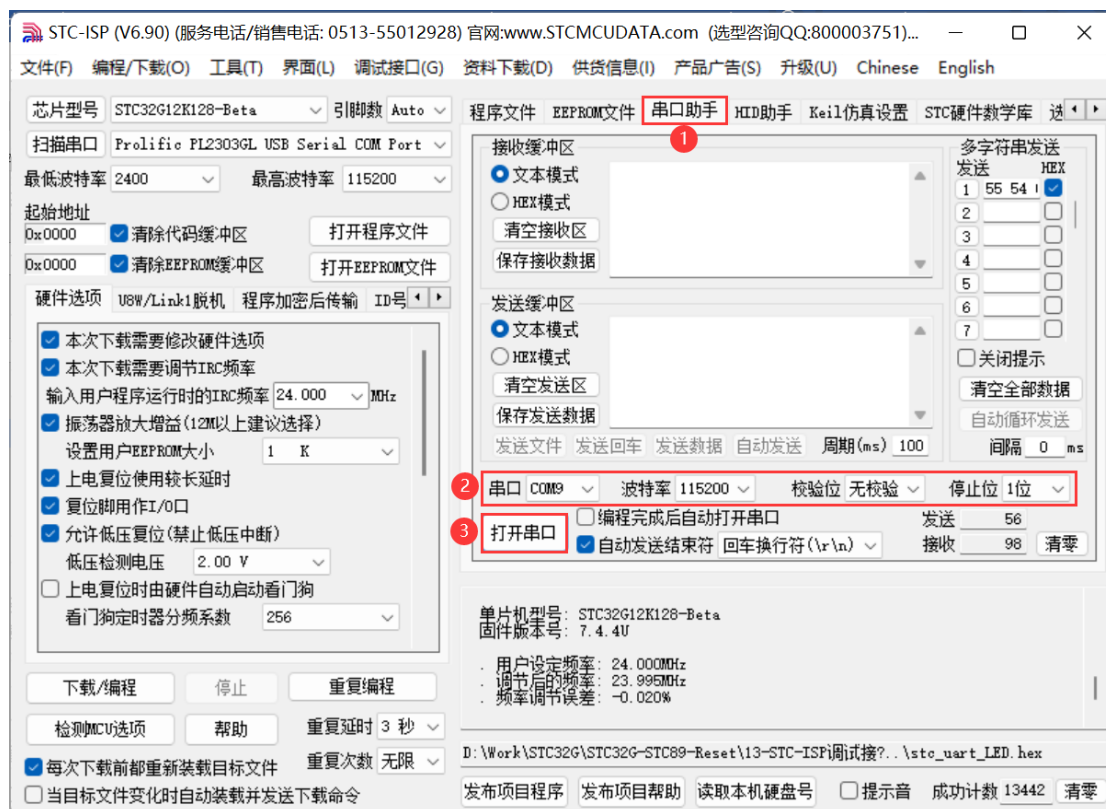 STC-ISP (V6.90) (服务电话/销售电话: 0513-55012928) 官网:www.STCMCUDATA.com (选型咨询QQ:800003751)...
文件(F) 编程/下载(O) 工具(T) 界面(L) 调试接口(G) 资料下载(D) 供货信息(I) 产品广告(S) 升级(U) Chinese English
芯片型号 STC32G12K128-Beta 引脚数 Auto
扫描串口 Prolific PL2303GL USB Serial COM Port
最低波特率 2400 最高波特率 115200
起始地址
0x0000 清除代码缓冲区 打开程序文件
0x0000 清除EEPROM缓冲区 打开EEPROM文件
硬件选项 U8W/Link1脱机 程序加密后传输 ID号
本次下载需要修改硬件选项
本次下载需要调节IRC频率
输入用户程序运行时的IRC频率 24.000 MHz
振荡器放大增益(12M以上建议选择)
设置用户EEPROM大小 1 K
上电复位使用较长延时
复位脚用作I/O口
允许低压复位(禁止低压中断)
低压检测电压 2.00 V
上电复位时由硬件自动启动看门狗
看门狗定时器分频系数 256
下载/编程 停止 重复编程
检测MCU选项 帮助 重复延时 3 秒
每次下载前都重新装载目标文件 重复次数 无限
当目标文件变化时自动装载并发送下载命令
程序文件 EEPROM文件 串口助手 HID助手 Keil仿真设置 STC硬件数学库 选
1
接收缓冲区
文本模式
HEX模式
清空接收区
保存接收数据
发送缓冲区
文本模式
HEX模式
清空发送区
保存发送数据
发送文件 发送回车 发送数据 自动发送 周期(ms) 100
多字符串发送
发送 HEX
1 55 54
2
3
4
5
6
7
关闭提示
清空全部数据
自动循环发送
间隔 0 ms
2 串口 COM9 波特率 115200 校验位 无校验 停止位 1位
3 打开串口 编程完成后自动打开串口 发送 56
自动发送结束符 回车换行符(\r\n) 接收 98 清零
单片机型号: STC32G12K128-Beta
固件版本号: 7.4.4U
. 用户设定频率: 24.000MHz
. 调节后的频率: 23.995MHz
. 频率调节误差: -0.020%
D:\Work\STC32G\STC32G-STC89-Reset\13-STC-ISP调试接?..\stc_uart_LED.hex
发布项目程序 发布项目帮助 读取本机硬盘号 提示音 成功计数 13442 清零